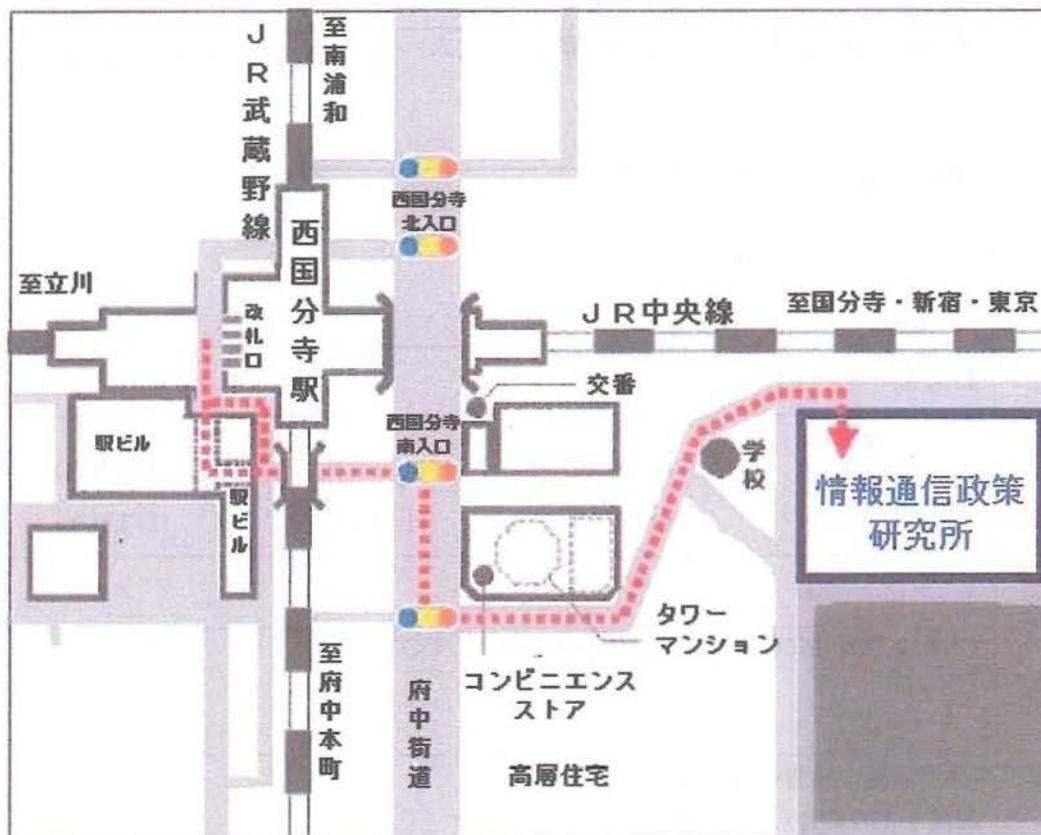 JR武蔵野線
至南浦和
西国分寺
北入口
西国分寺駅
至立川
改札口
JR中央線
至国分寺・新宿・東京
交番
西国分寺
南入口
駅ビル
駅ビル
学校
情報通信政策
研究所
タワー
マンション
コンビニエンス
ストア
至府中本町
府中街道
高層住宅